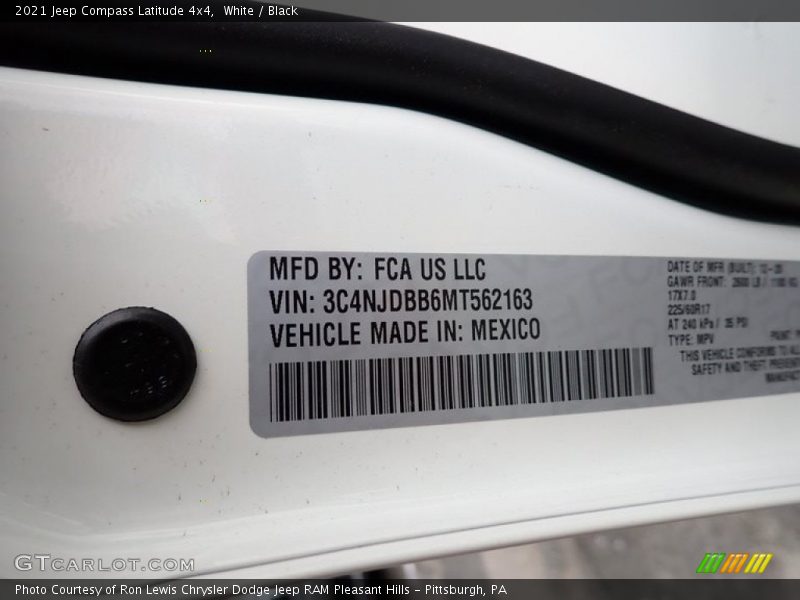 2021 Jeep Compass Latitude 4x4, White / Black
MFD BY: FCA US LLC
VIN: 3C4NJDBB6MT562163
VEHICLE MADE IN: MEXICO
DATE OF MFR (BUILT):
GAWR FRONT:
17X7.0
225/60R17
AT 240 kPa / 35 PSI
TYPE: MPV
THIS VEHICLE CONFORMS TO ALL
SAFETY AND THEFT PREVENTI
MANUFACT
GTCARLOT.COM
Photo Courtesy of Ron Lewis Chrysler Dodge Jeep RAM Pleasant Hills - Pittsburgh, PA